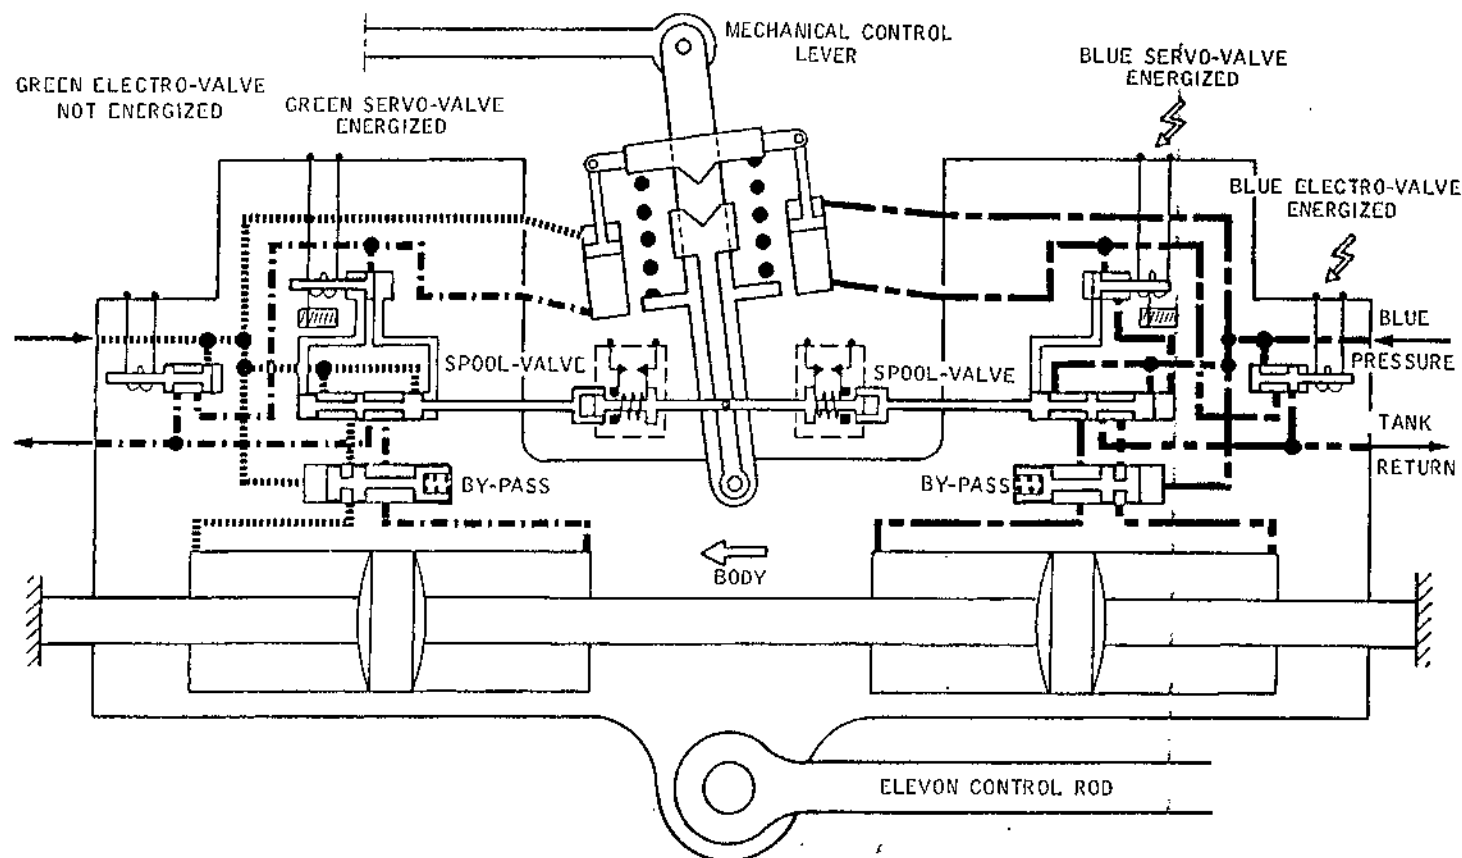 MECHANICAL CONTROL
LEVER
BLUE SERVO-VALVE
ENERGIZED
GREEN ELECTRO-VALVE
NOT ENERGIZED
GREEN SERVO-VALVE
ENERGIZED
BLUE ELECTRO-VALVE
ENERGIZED
BLUE
PRESSURE
SPOOL-VALVE
SPOOL-VALVE
TANK
RETURN
BY-PASS
BY-PASS
BODY
ELEVON CONTROL ROD